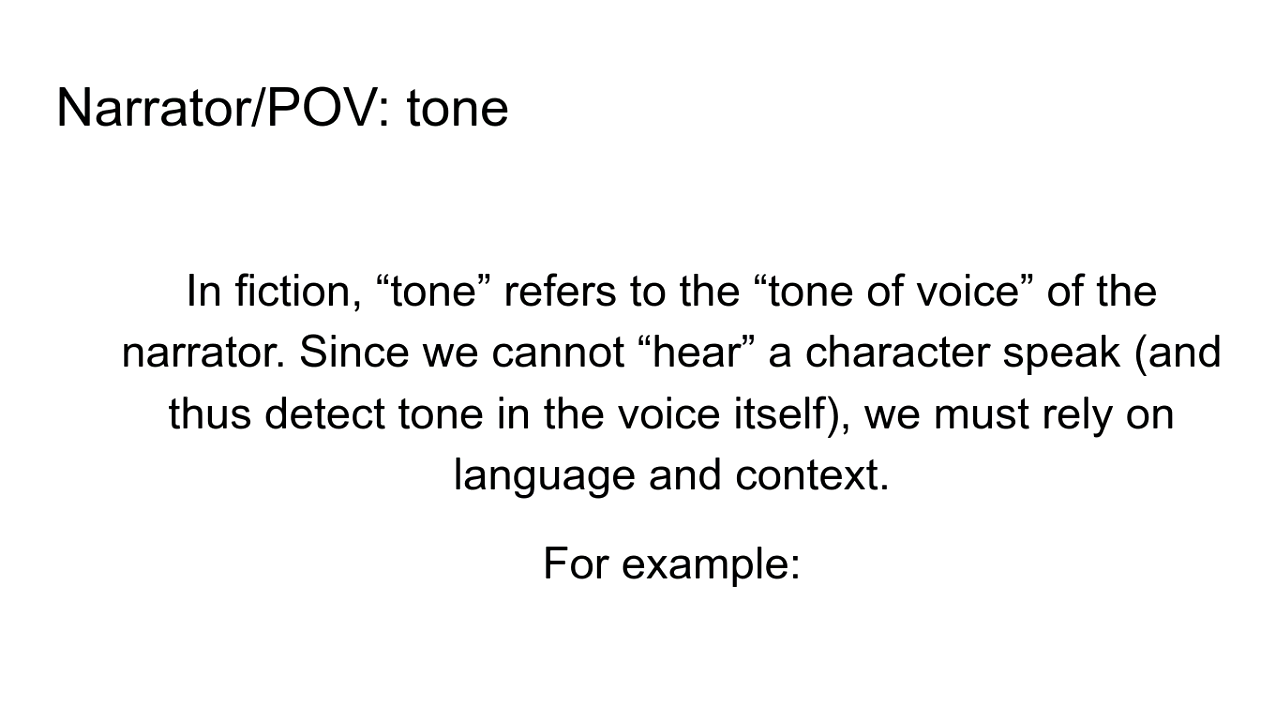 Narrator/POV: tone
In fiction, “tone” refers to the “tone of voice” of the
narrator. Since we cannot “hear” a character speak (and
thus detect tone in the voice itself), we must rely on
language and context.
For example: